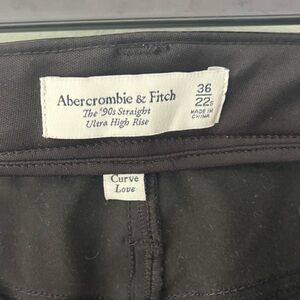 Abercrombie & Fitch
The '90s Straight
Ultra High Rise
36
22S
MADE IN
CHINA
Curve
Love